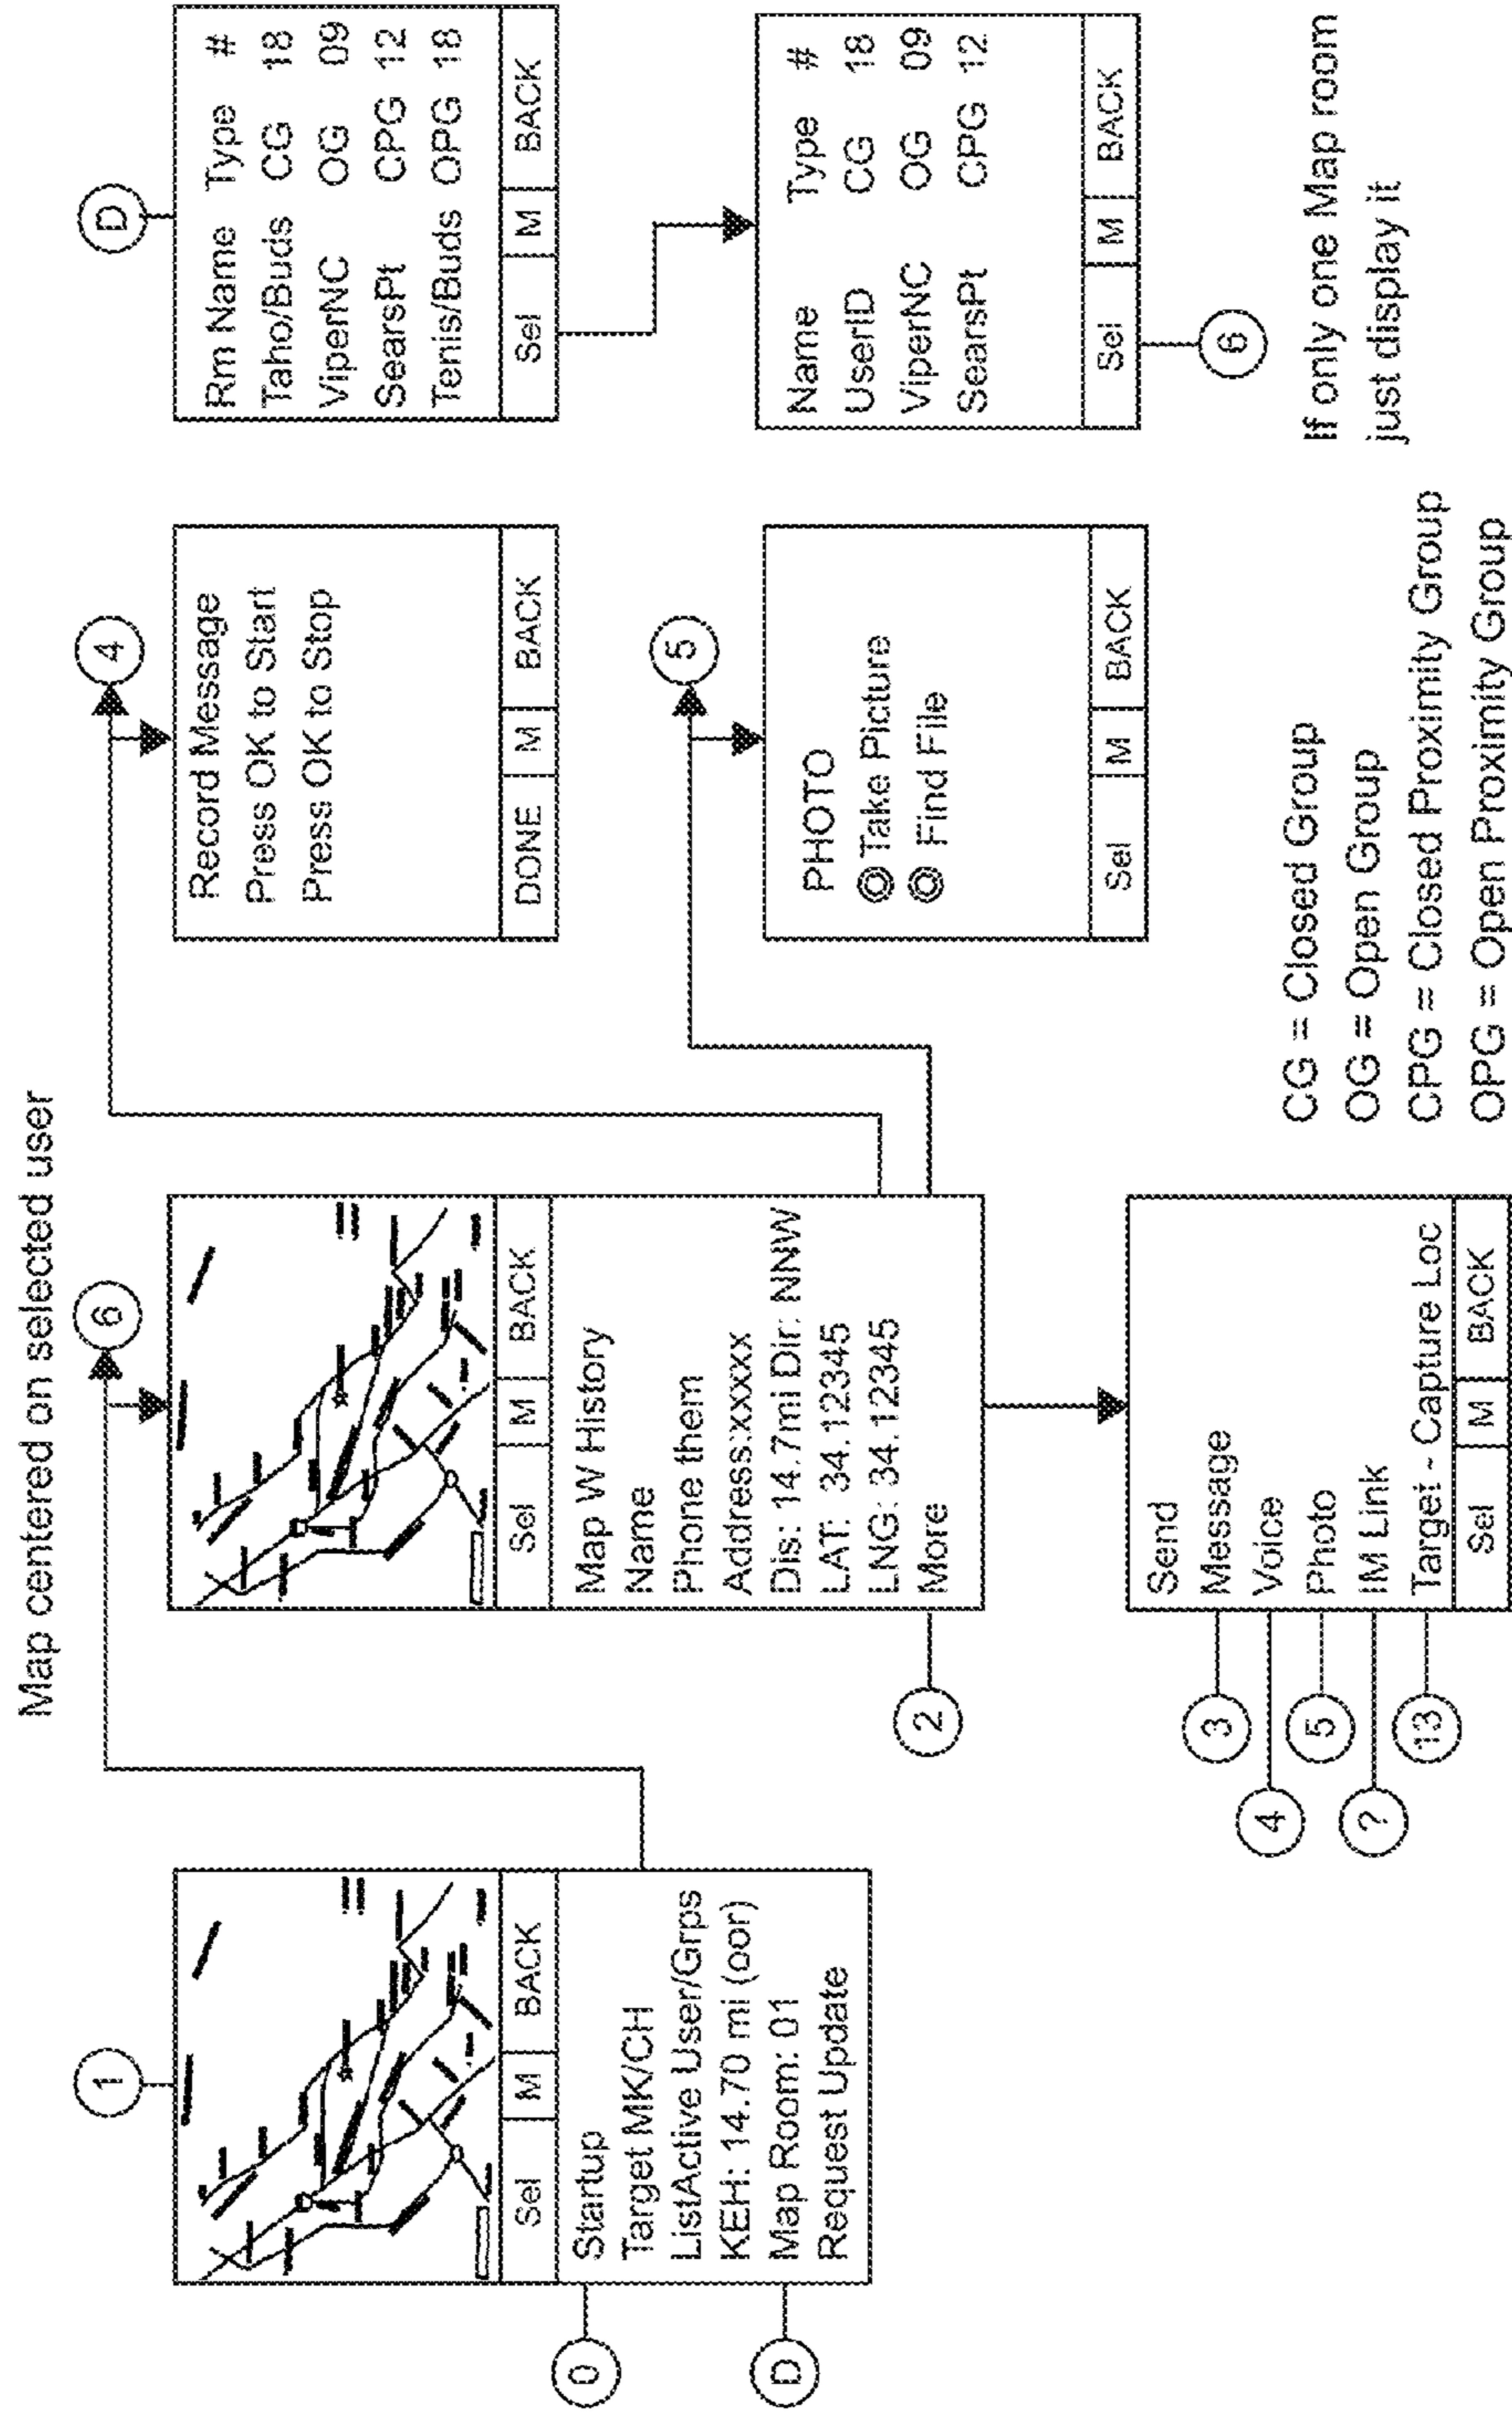 Map centered on selected user
1
Sel M BACK
Startup
Target MK/CH
ListActive User/Grps
KEH: 14.70 mi (oor)
Map Room: 01
Request Update
0
D
6
Sel M BACK
Map W History
Name
Phone them
Address:xxxxx
Dis: 14.7mi Dir: NNW
LAT: 34.12345
LNG: 34.12345
More
2
Send
Message
Voice
Photo
IM Link
Target - Capture Loc
Sel M BACK
3
4
5
?
13
4
Record Message
Press OK to Start
Press OK to Stop
DONE M BACK
5
PHOTO
Take Picture
Find File
Sel M BACK
D
Rm Name Type #
Taho/Buds CG 18
ViperNC OG 09
SearsPt CPG 12
Tenis/Buds OPG 18
Sel M BACK
Name Type #
UserID CG 18
ViperNC OG 09
SearsPt CPG 12
Sel M BACK
6
If only one Map room
just display it
CG = Closed Group
OG = Open Group
CPG = Closed Proximity Group
OPG = Open Proximity Group